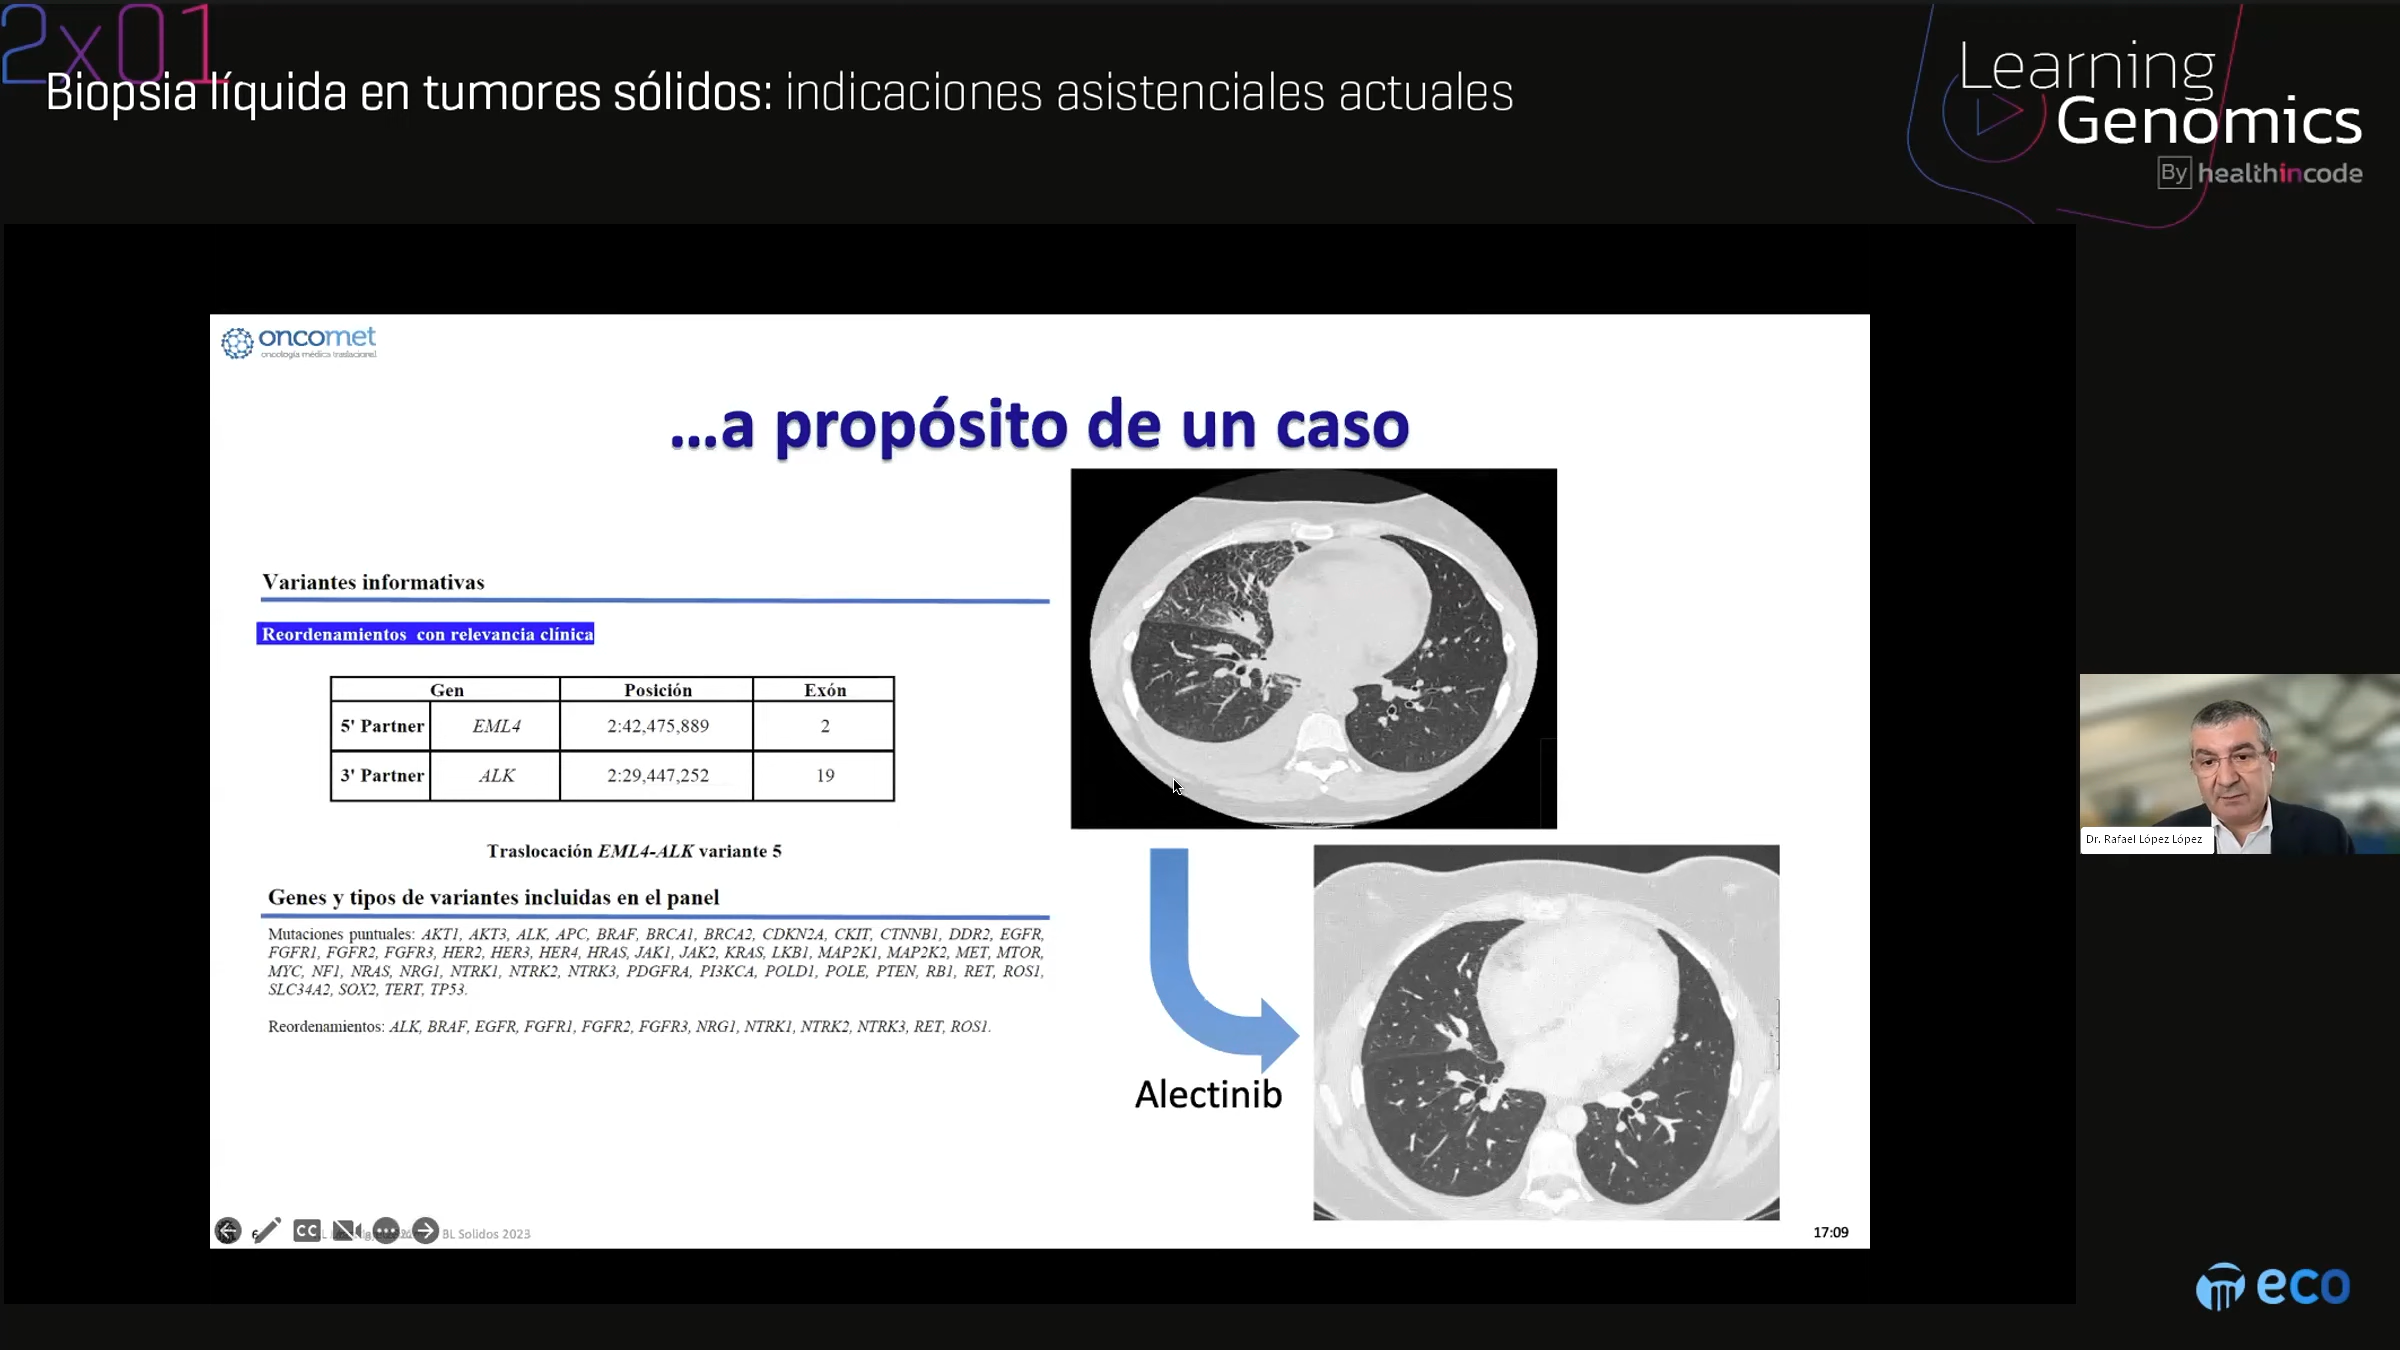 2x01
Biopsia líquida en tumores sólidos: indicaciones asistenciales actuales
Learning
Genomics
By healthincode
oncomet
oncología médica traslacional
...a propósito de un caso
Variantes informativas
Reordenamientos con relevancia clínica
Gen Posición Exón
5' Partner EML4 2:42,475,889 2
3' Partner ALK 2:29,447,252 19
Traslocación EML4-ALK variante 5
Genes y tipos de variantes incluidas en el panel
Mutaciones puntuales: AKT1, AKT3, ALK, APC, BRAF, BRCA1, BRCA2, CDKN2A, CKIT, CTNNB1, DDR2, EGFR,
FGFR1, FGFR2, FGFR3, HER2, HER3, HER4, HRAS, JAK1, JAK2, KRAS, LKB1, MAP2K1, MAP2K2, MET, MTOR,
MYC, NF1, NRAS, NRG1, NTRK1, NTRK2, NTRK3, PDGFRA, PI3KCA, POLD1, POLE, PTEN, RB1, RET, ROS1,
SLC34A2, SOX2, TERT, TP53.
Reordenamientos: ALK, BRAF, EGFR, FGFR1, FGFR2, FGFR3, NRG1, NTRK1, NTRK2, NTRK3, RET, ROS1.
Alectinib
Dr. Rafael López López
6
CC
BL Solidos 2023
17:09
eco